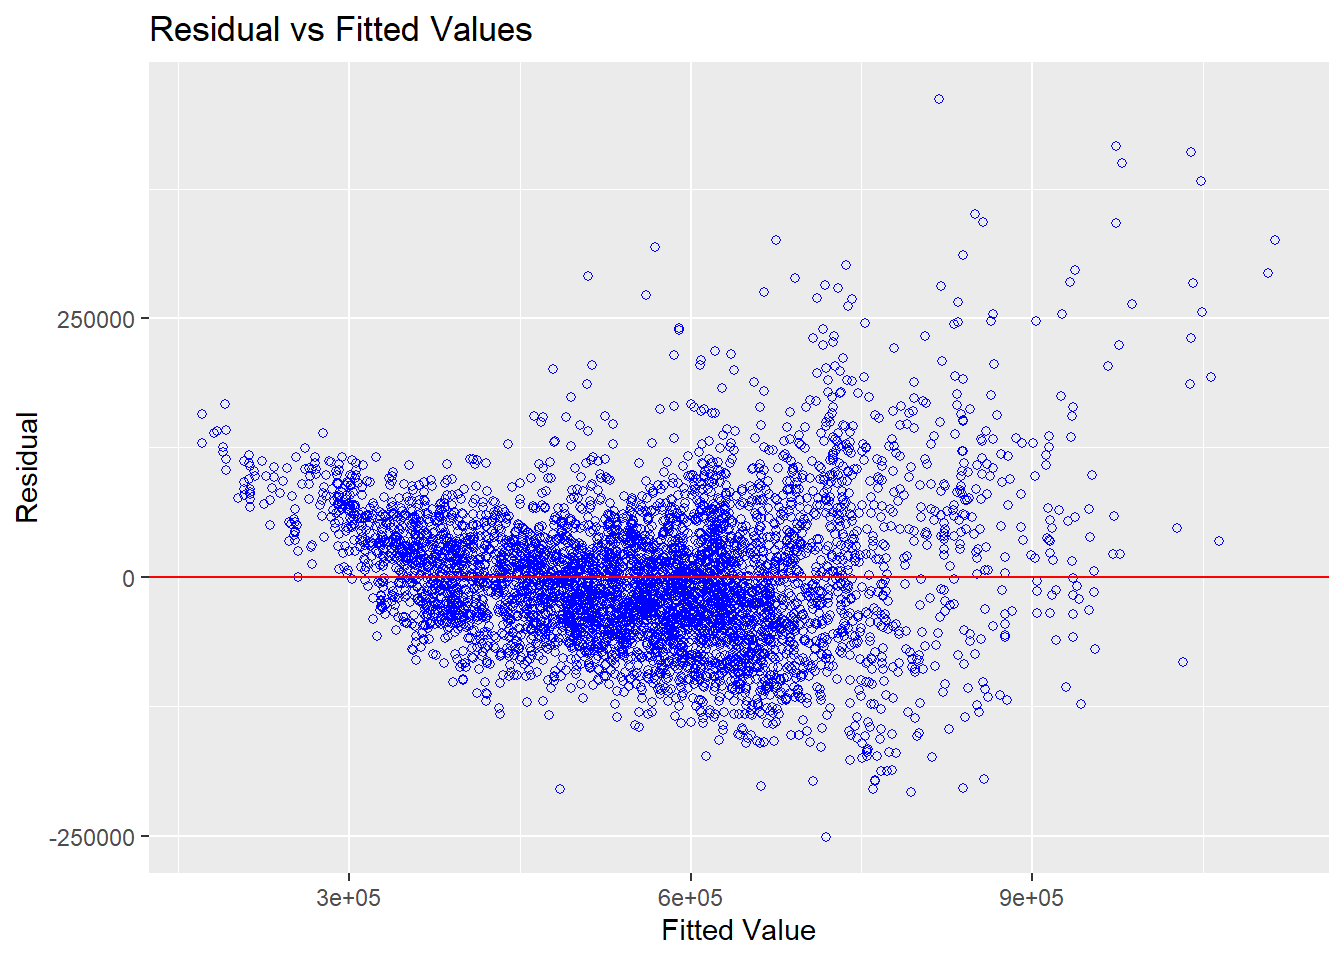 Residual vs Fitted Values
Residual
250000
0
-250000
3e+05 6e+05 9e+05
Fitted Value